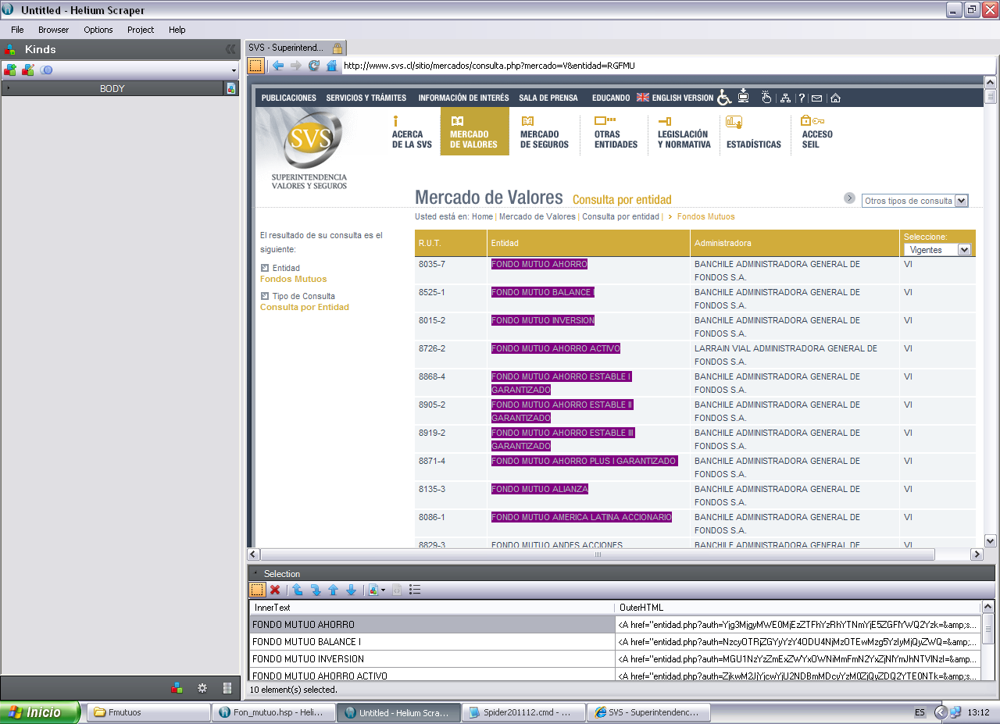 Untitled - Helium Scraper
File Browser Options Project Help
Kinds
BODY
SVS - Superintend...
http://www.svs.cl/sitio/mercados/consulta.php?mercado=V&entidad=RGFMU
PUBLICACIONES SERVICIOS Y TRÁMITES INFORMACIÓN DE INTERÉS SALA DE PRENSA EDUCANDO ENGLISH VERSION
SVS
SUPERINTENDENCIA
VALORES Y SEGUROS
ACERCA
DE LA SVS
MERCADO
DE VALORES
MERCADO
DE SEGUROS
OTRAS
ENTIDADES
LEGISLACIÓN
Y NORMATIVA
ESTADÍSTICAS
ACCESO
SEIL
Mercado de Valores Consulta por entidad
Otros tipos de consulta
Usted está en: Home | Mercado de Valores | Consulta por entidad | > Fondos Mutuos
El resultado de su consulta es el
siguiente:
Entidad
Fondos Mutuos
Tipo de Consulta
Consulta por Entidad
R.U.T. Entidad Administradora Seleccione:
Vigentes
8035-7 FONDO MUTUO AHORRO BANCHILE ADMINISTRADORA GENERAL DE VI
FONDOS S.A.
8525-1 FONDO MUTUO BALANCE I BANCHILE ADMINISTRADORA GENERAL DE VI
FONDOS S.A.
8015-2 FONDO MUTUO INVERSION BANCHILE ADMINISTRADORA GENERAL DE VI
FONDOS S.A.
8726-2 FONDO MUTUO AHORRO ACTIVO LARRAIN VIAL ADMINISTRADORA GENERAL DE VI
FONDOS S.A.
8868-4 FONDO MUTUO AHORRO ESTABLE I BANCHILE ADMINISTRADORA GENERAL DE VI
GARANTIZADO FONDOS S.A.
8905-2 FONDO MUTUO AHORRO ESTABLE II BANCHILE ADMINISTRADORA GENERAL DE VI
GARANTIZADO FONDOS S.A.
8919-2 FONDO MUTUO AHORRO ESTABLE III BANCHILE ADMINISTRADORA GENERAL DE VI
GARANTIZADO FONDOS S.A.
8871-4 FONDO MUTUO AHORRO PLUS I GARANTIZADO BANCHILE ADMINISTRADORA GENERAL DE VI
FONDOS S.A.
8135-3 FONDO MUTUO ALIANZA BANCHILE ADMINISTRADORA GENERAL DE VI
FONDOS S.A.
8086-1 FONDO MUTUO AMERICA LATINA ACCIONARIO BANCHILE ADMINISTRADORA GENERAL DE VI
FONDOS S.A.
8829-3 FONDO MUTUO ANDES ACCIONES BANCHILE ADMINISTRADORA GENERAL DE VI
Selection
InnerText OuterHTML
FONDO MUTUO AHORRO <A href="entidad.php?
FONDO MUTUO BALANCE I <A href="entidad.php?
FONDO MUTUO INVERSION <A href="entidad.php?
FONDO MUTUO AHORRO ACTIVO <A href="entidad.php?
10 element(s) selected.
Inicio Fmutuos Fon_mutuo.hsp - Heli... Untitled - Helium Scra... Spider201112.cmd - ... SVS - Superintendenc... ES 13:12